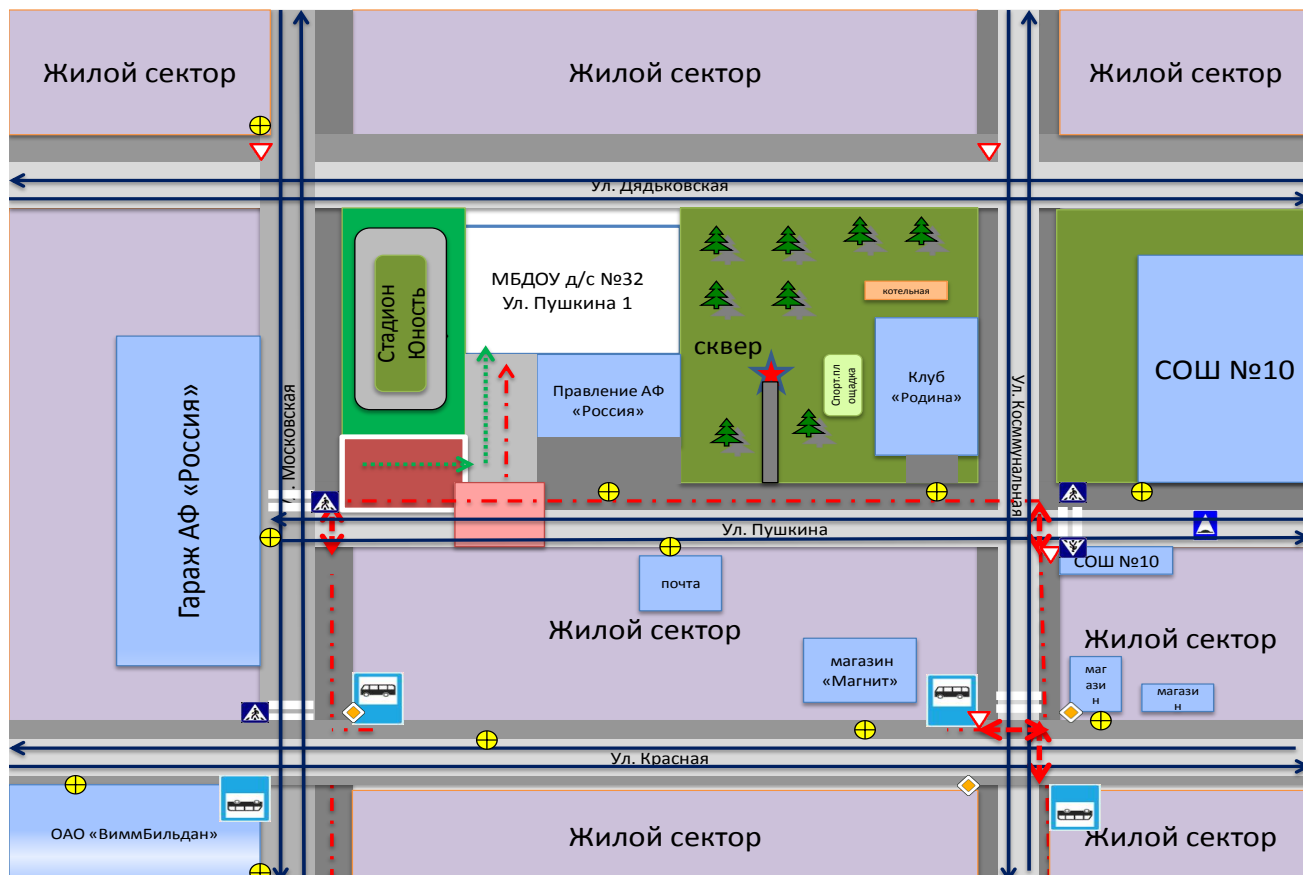 Жилой сектор
Жилой сектор
Жилой сектор
Ул. Дядьковская
МБДОУ д/с №32
Ул. Пушкина 1
Стадион
Юность
котельная
сквер
Спорт.пл
ощадка
Клуб
«Родина»
СОШ №10
Правление АФ
«Россия»
Гараж АФ «Россия»
. Московская
Ул. Коммунальная
Ул. Пушкина
СОШ №10
почта
Жилой сектор
Жилой сектор
магазин
«Магнит»
маг
ази
н
магази
н
Ул. Красная
ОАО «ВиммБильдан»
Жилой сектор
Жилой сектор